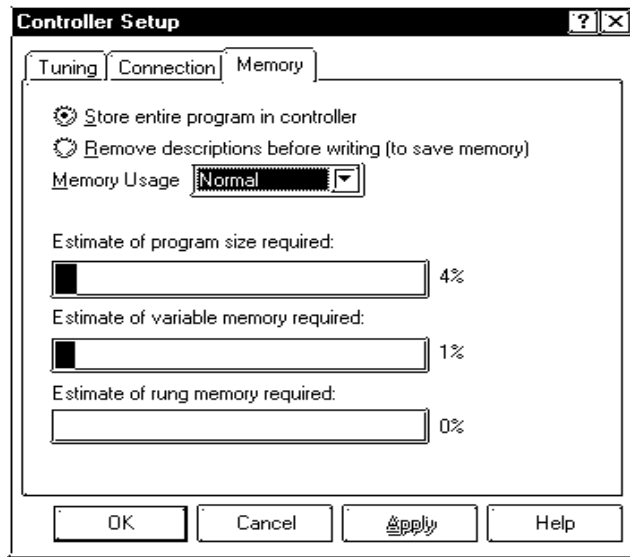 Controller Setup
Tuning Connection Memory
Store entire program in controller
Remove descriptions before writing (to save memory)
Memory Usage Normal
Estimate of program size required:
4%
Estimate of variable memory required:
1%
Estimate of rung memory required:
0%
OK Cancel Apply Help